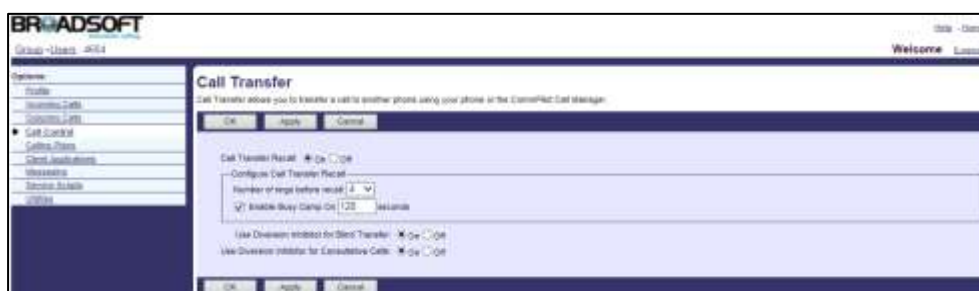 BROADSOFT
Help - Home
Group >Users : 4654
Welcome
Options:
Call Transfer
Profile
Call Transfer allows you to transfer a call to another phone using your phone or the CommPilot Call Manager.
Incoming Calls
Outgoing Calls
OK Apply Cancel
Call Control
Calling Plans
Client Applications
Messaging
Service Scripts
Utilities
Call Transfer Recall: On Off
Configure Call Transfer Recall
Number of rings before recall: 4
Enable Busy Camp On 120 seconds
Use Diversion Inhibitor for Blind Transfer: On Off
Use Diversion Inhibitor for Consultative Calls: On Off
OK Apply Cancel